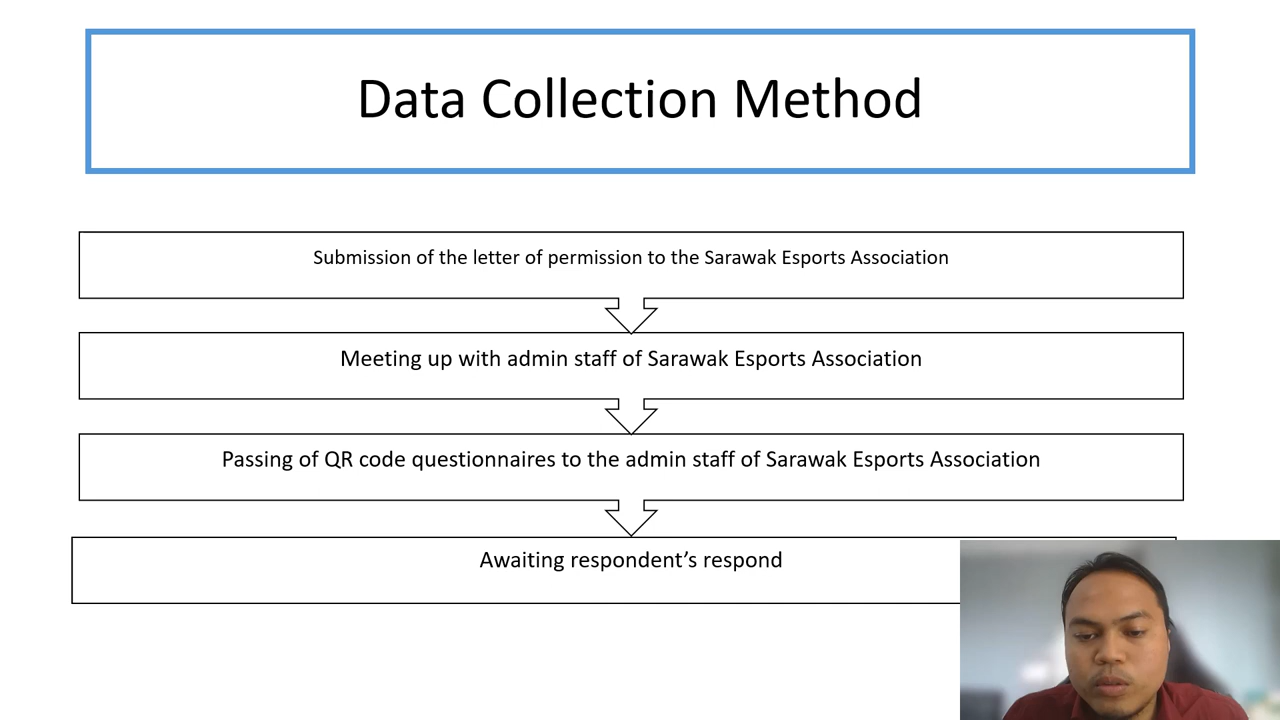 Data Collection Method
Submission of the letter of permission to the Sarawak Esports Association
Meeting up with admin staff of Sarawak Esports Association
Passing of QR code questionnaires to the admin staff of Sarawak Esports Association
Awaiting respondent’s respond